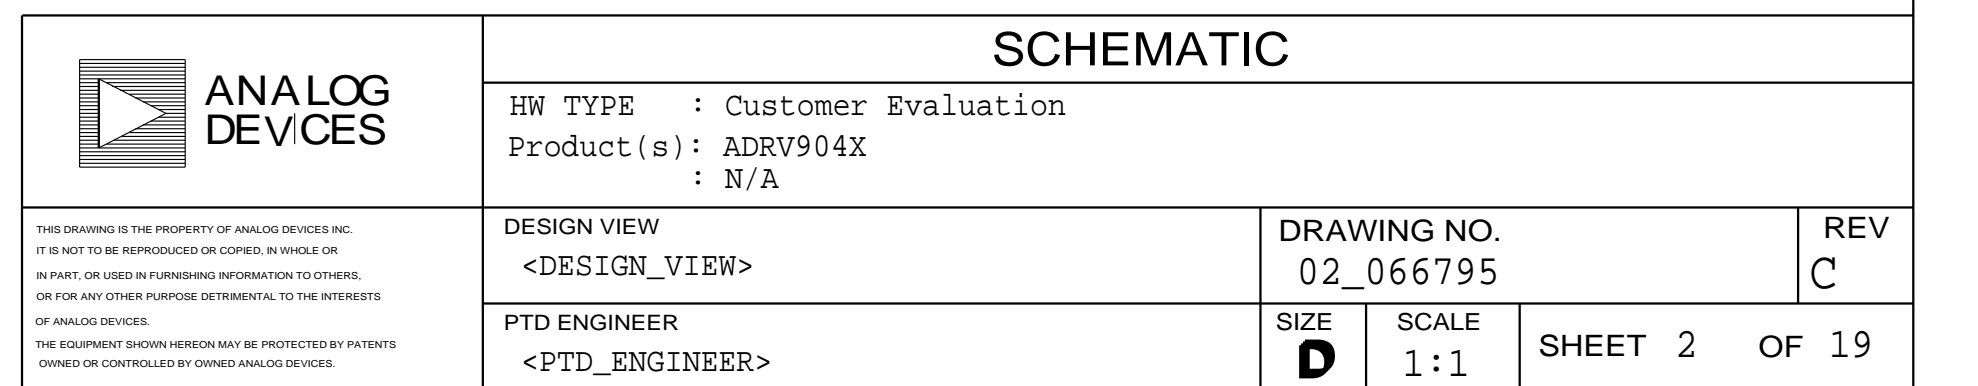 ANALOG
DEVICES
SCHEMATIC
HW TYPE : Customer Evaluation
Product(s): ADRV904X
: N/A
THIS DRAWING IS THE PROPERTY OF ANALOG DEVICES INC.
IT IS NOT TO BE REPRODUCED OR COPIED, IN WHOLE OR
IN PART, OR USED IN FURNISHING INFORMATION TO OTHERS,
OR FOR ANY OTHER PURPOSE DETRIMENTAL TO THE INTERESTS
OF ANALOG DEVICES.
THE EQUIPMENT SHOWN HEREON MAY BE PROTECTED BY PATENTS
OWNED OR CONTROLLED BY OWNED ANALOG DEVICES.
DESIGN VIEW
<DESIGN_VIEW>
DRAWING NO.
02_066795
REV
C
PTD ENGINEER
<PTD_ENGINEER>
SIZE
D
SCALE
1:1
SHEET 2 OF 19